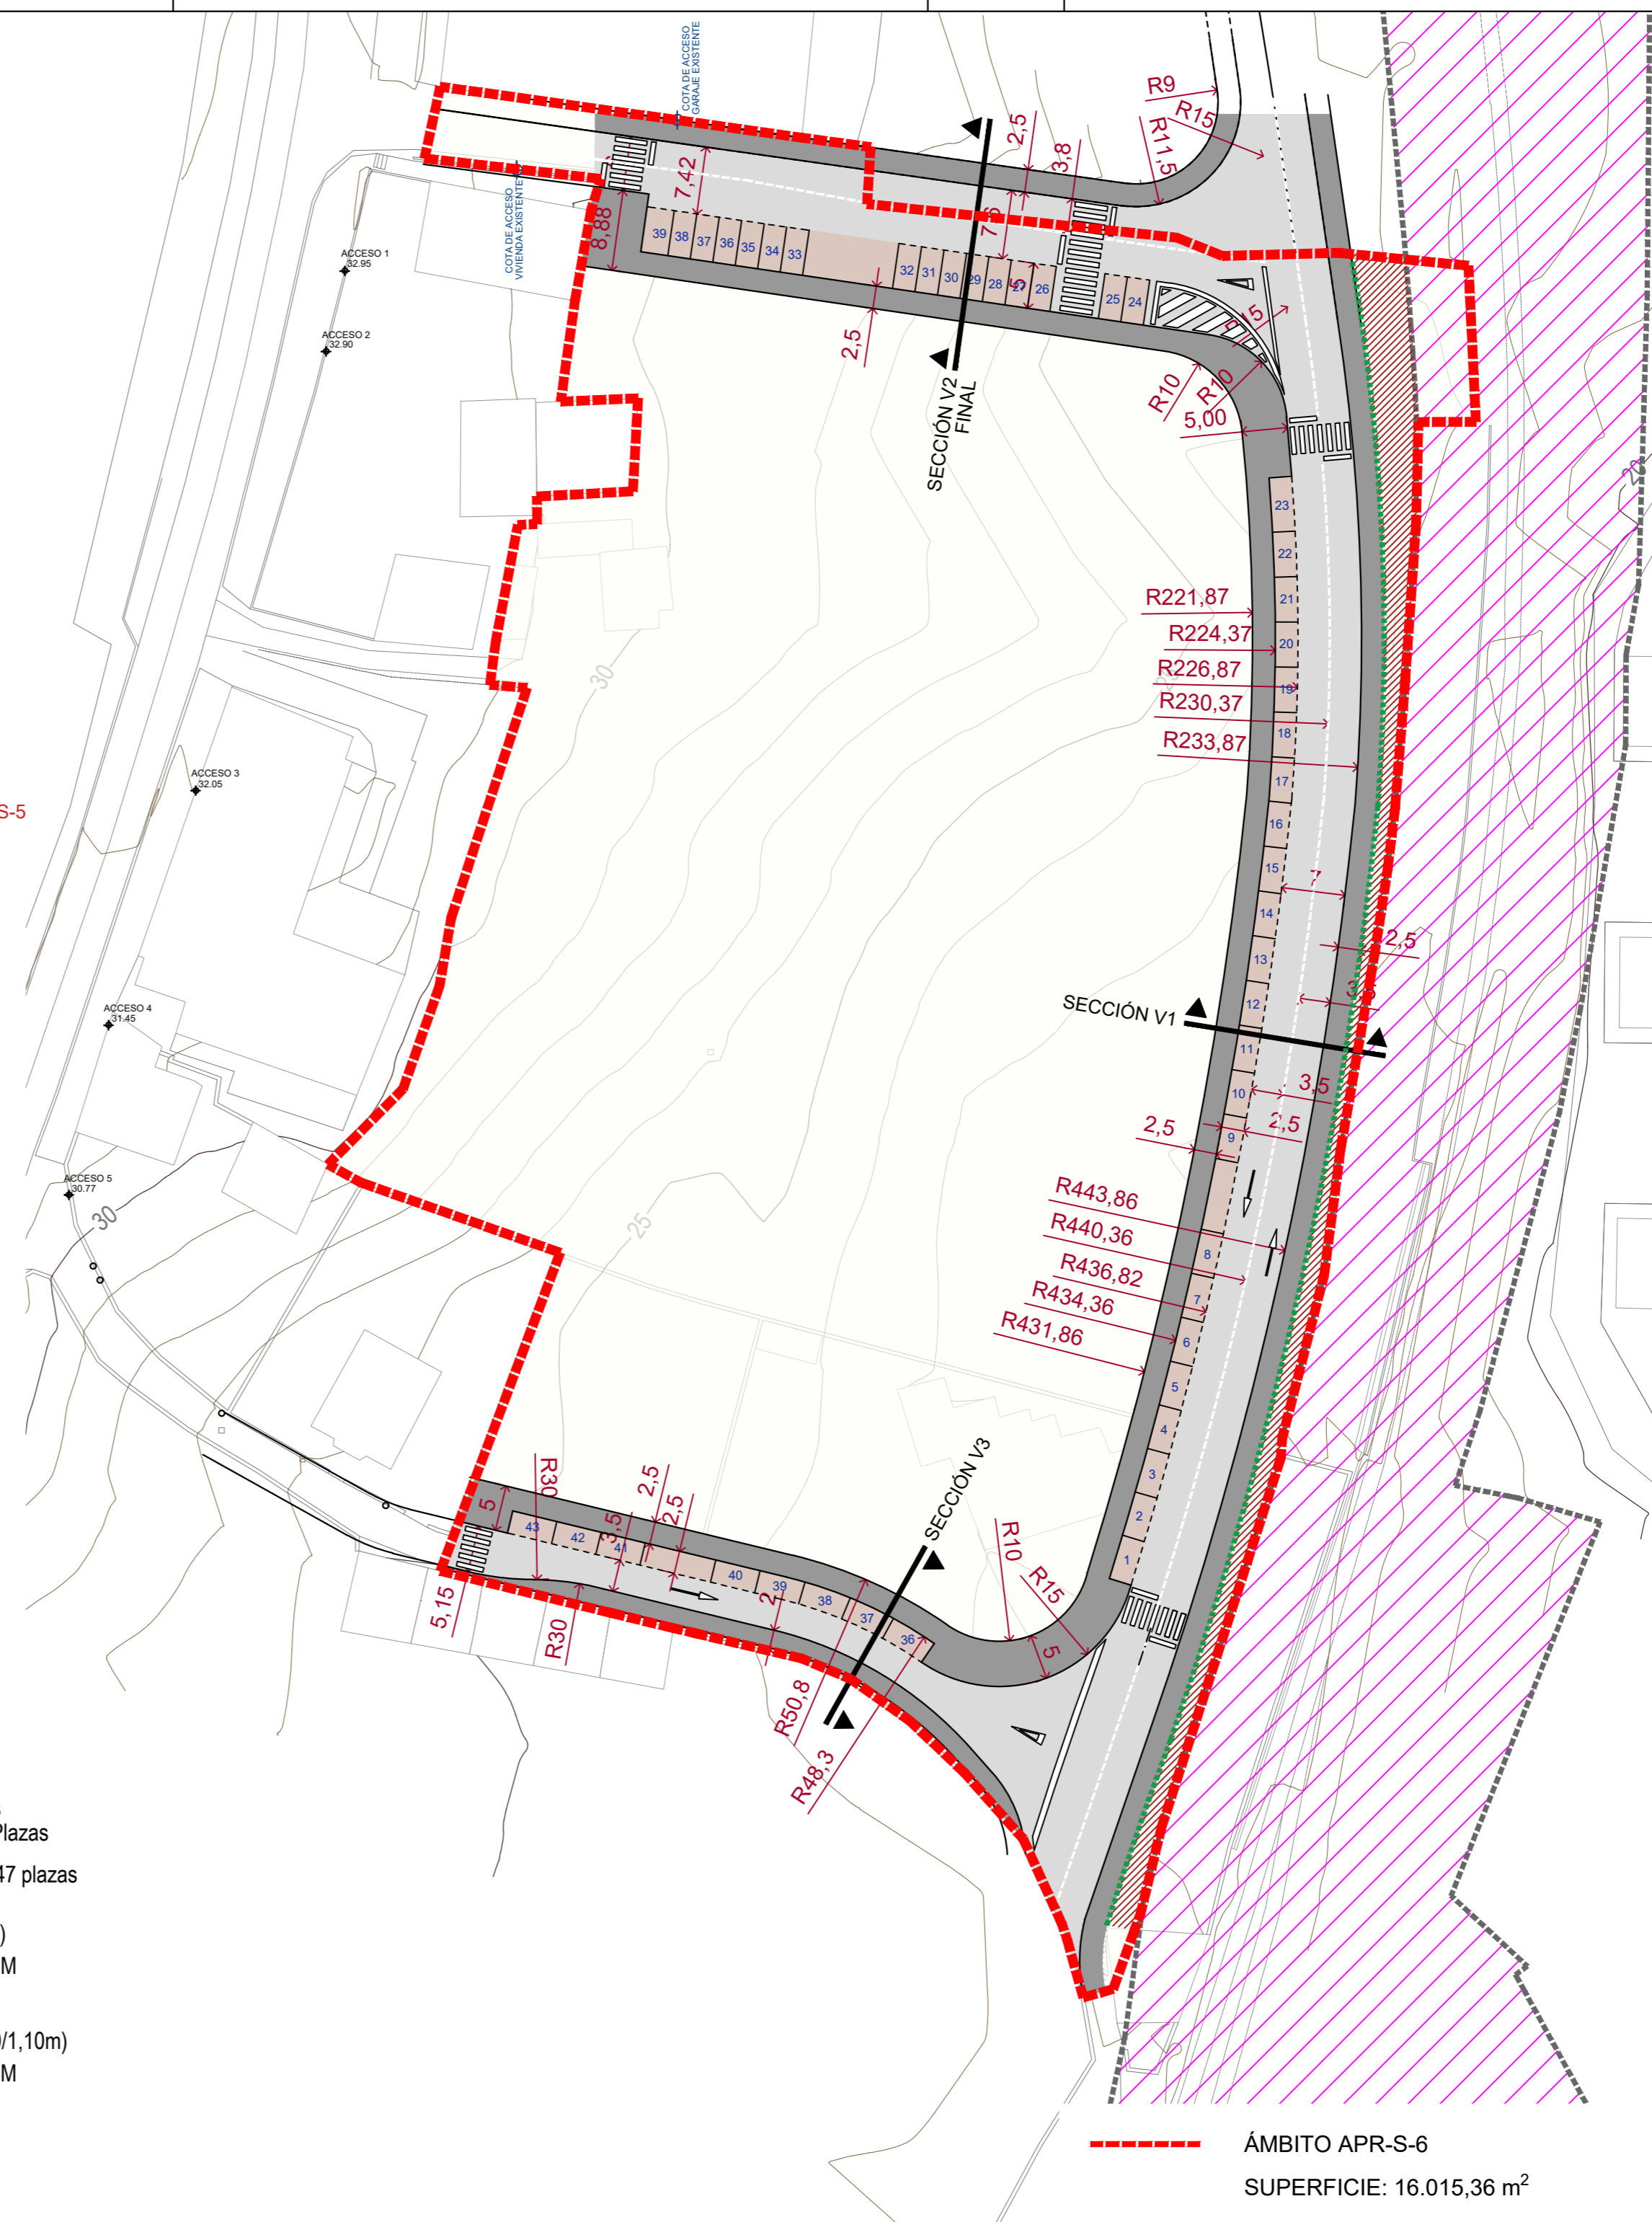 COTA DE ACCESO
GARAJE EXISTENTE
COTA DE ACCESO
VIVIENDA EXISTENTE
R9
R15
R11,5
2,5
3,8
7,42
7,6
8,88
39
38
37
36
35
34
33
32
31
30
29
28
27
26
5
25
24
2,5
SECCIÓN V2
FINAL
R15
R10
R10
5,00
ACCESO 1
32.95
ACCESO 2
32.90
ACCESO 3
32.05
ACCESO 4
31.45
ACCESO 5
30.77
S-5
30
30
25
25
20
23
22
21
20
19
18
17
16
15
14
13
12
11
10
9
8
7
6
5
4
3
2
1
R221,87
R224,37
R226,87
R230,37
R233,87
7
2,5
3,5
SECCIÓN V1
3,5
2,5
2,5
R443,86
R440,36
R436,82
R434,36
R431,86
SECCIÓN V3
R30
2,5
2,5
3,5
5
43
42
41
40
39
38
37
36
2
R10
R15
5
5,15
R30
R50,8
R48,3
Plazas
47 plazas
)
M
0/1,10m)
M
ÁMBITO APR-S-6
SUPERFICIE: 16.015,36 m²